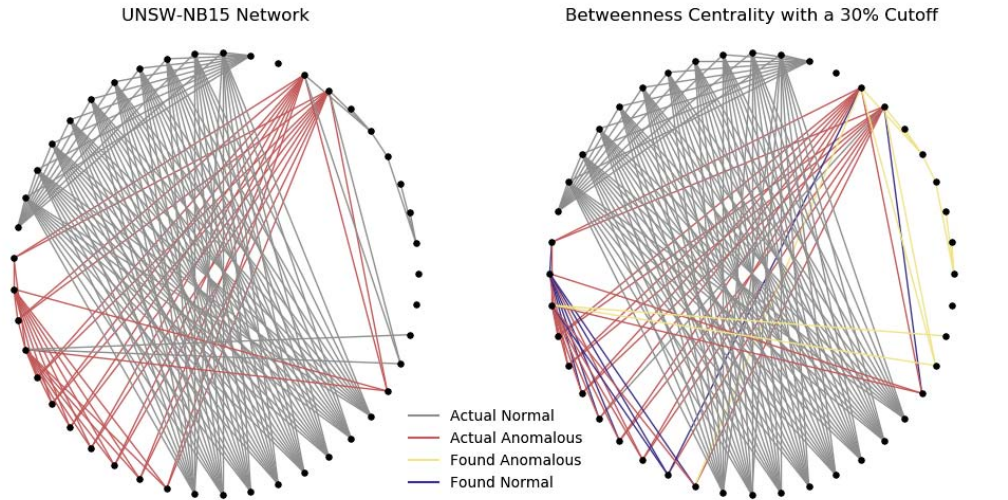 UNSW-NB15 Network
Betweenness Centrality with a 30% Cutoff
Actual Normal
Actual Anomalous
Found Anomalous
Found Normal